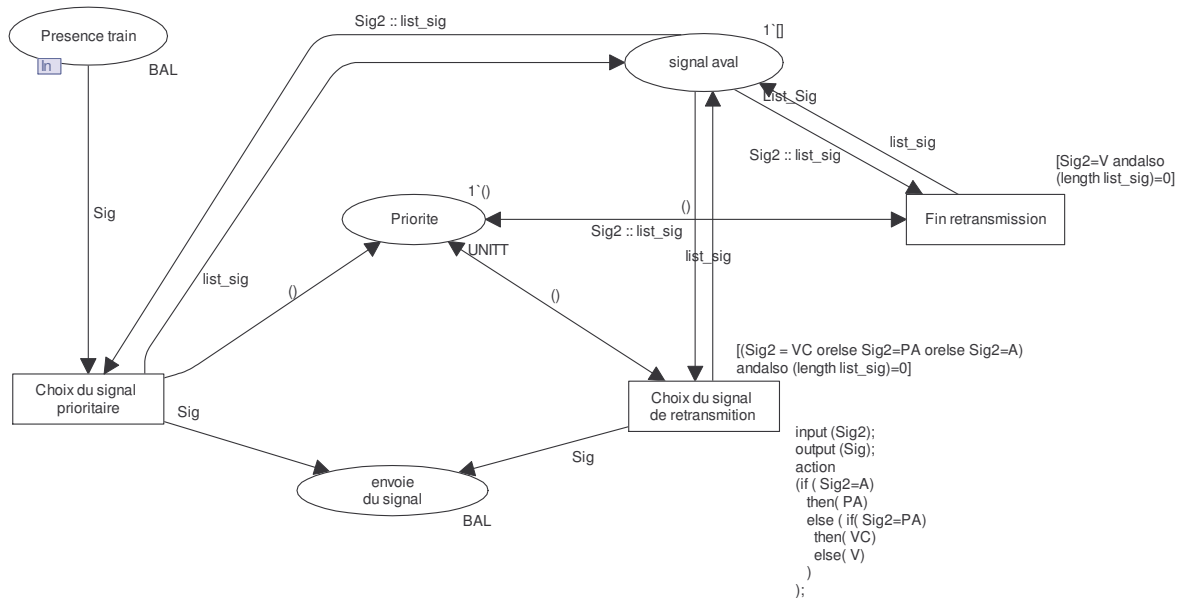 Sig2 :: list_sig
1`[]
Presence train
In
BAL
signal aval
List_Sig
list_sig
Sig2 :: list_sig
[Sig2=V andalso
(length list_sig)=0]
1`()
Sig
Priorite
()
Sig2 :: list_sig
Fin retransmission
UNITT
list_sig
list_sig
()
()
[(Sig2 = VC orelse Sig2=PA orelse Sig2=A)
andalso (length list_sig)=0]
Choix du signal
prioritaire
Choix du signal
de retransmition
Sig
Sig
input (Sig2);
output (Sig);
action
(if ( Sig2=A)
then( PA)
else ( if( Sig2=PA)
then( VC)
else( V)
)
);
envoie
du signal
BAL